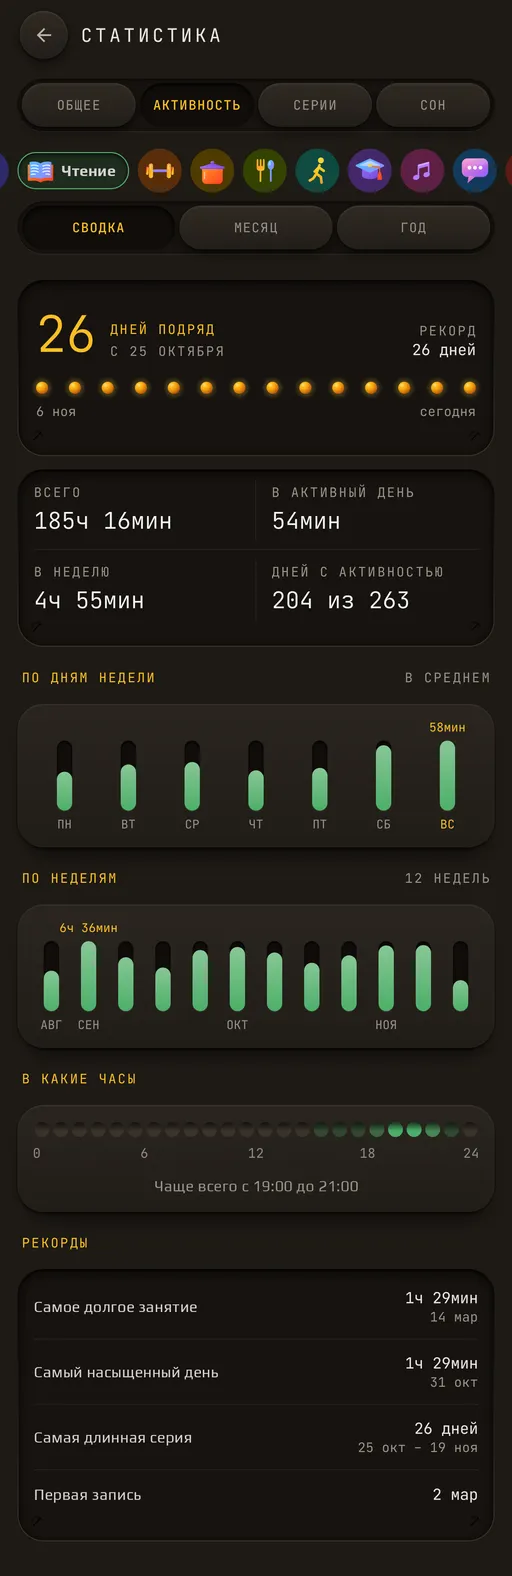 СТАТИСТИКА
ОБЩЕЕ АКТИВНОСТЬ СЕРИИ СОН
Чтение
СВОДКА МЕСЯЦ ГОД
26 ДНЕЙ ПОДРЯД
С 25 ОКТЯБРЯ
РЕКОРД
26 дней
6 ноя сегодня
ВСЕГО В АКТИВНЫЙ ДЕНЬ
185ч 16мин 54мин
В НЕДЕЛЮ ДНЕЙ С АКТИВНОСТЬЮ
4ч 55мин 204 из 263
ПО ДНЯМ НЕДЕЛИ В СРЕДНЕМ
58мин
ПН ВТ СР ЧТ ПТ СБ ВС
ПО НЕДЕЛЯМ 12 НЕДЕЛЬ
6ч 36мин
АВГ СЕН ОКТ НОЯ
В КАКИЕ ЧАСЫ
0 6 12 18 24
Чаще всего с 19:00 до 21:00
РЕКОРДЫ
Самое долгое занятие 1ч 29мин
14 мар
Самый насыщенный день 1ч 29мин
31 окт
Самая длинная серия 26 дней
25 окт – 19 ноя
Первая запись 2 мар